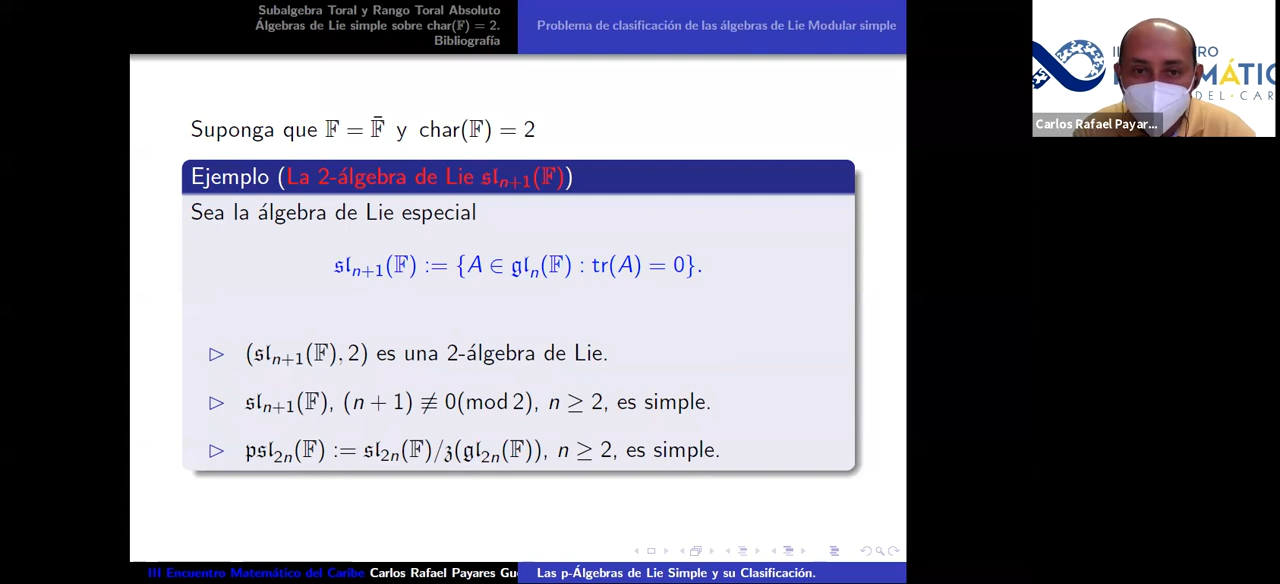 Subalgebra Toral y Rango Toral Absoluto
Álgebras de Lie simple sobre char(𝔽) = 2.
Bibliografía
Problema de clasificación de las álgebras de Lie Modular simple
Suponga que 𝔽 = 𝔽̄ y char(𝔽) = 2
Ejemplo (La 2-álgebra de Lie 𝔰𝔩ₙ₊₁(𝔽))
Sea la álgebra de Lie especial
𝔰𝔩ₙ₊₁(𝔽) := {A ∈ 𝔤𝔩ₙ(𝔽) : tr(A) = 0}.
▷ (𝔰𝔩ₙ₊₁(𝔽), 2) es una 2-álgebra de Lie.
▷ 𝔰𝔩ₙ₊₁(𝔽), (n + 1) ≢ 0(mod 2), n ≥ 2, es simple.
▷ 𝔭𝔰𝔩₂ₙ(𝔽) := 𝔰𝔩₂ₙ(𝔽)/𝔷(𝔤𝔩₂ₙ(𝔽)), n ≥ 2, es simple.
III Encuentro Matemático del Caribe Carlos Rafael Payares Gu
Las p-Álgebras de Lie Simple y su Clasificación.
DEL · CAR
Carlos Rafael Payar...